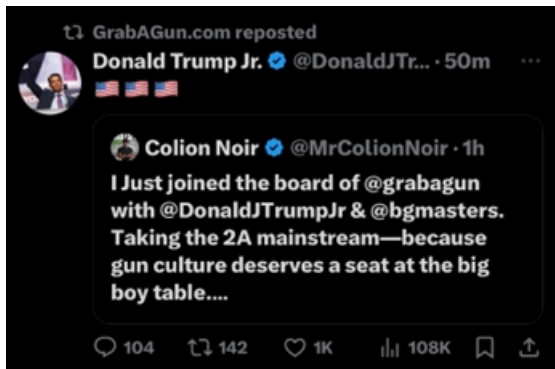 GrabAGun.com reposted
Donald Trump Jr. @DonaldJTr... · 50m
Colion Noir @MrColionNoir · 1h
I Just joined the board of @grabagun
with @DonaldJTrumpJr & @bgmasters.
Taking the 2A mainstream—because
gun culture deserves a seat at the big
boy table....
104 142 1K 108K